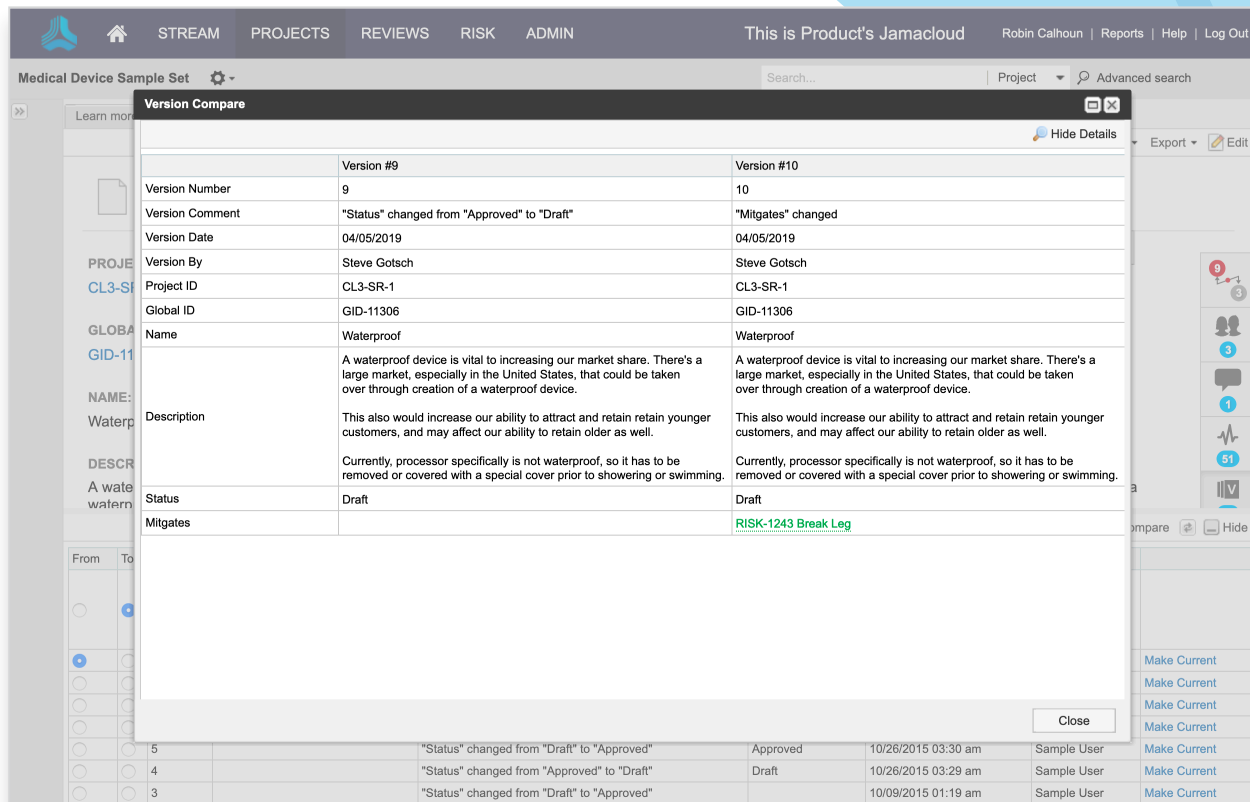 STREAM PROJECTS REVIEWS RISK ADMIN This is Product's Jamacloud Robin Calhoun | Reports | Help | Log Out
Medical Device Sample Set Search... Project Advanced search
Learn more
Version Compare
Hide Details
Export Edit
Version #9 Version #10
Version Number 9 10
Version Comment "Status" changed from "Approved" to "Draft" "Mitgates" changed
Version Date 04/05/2019 04/05/2019
Version By Steve Gotsch Steve Gotsch
Project ID CL3-SR-1 CL3-SR-1
Global ID GID-11306 GID-11306
Name Waterproof Waterproof
Description
A waterproof device is vital to increasing our market share. There's a
large market, especially in the United States, that could be taken
over through creation of a waterproof device.
This also would increase our ability to attract and retain retain younger
customers, and may affect our ability to retain older as well.
Currently, processor specifically is not waterproof, so it has to be
removed or covered with a special cover prior to showering or swimming.
A waterproof device is vital to increasing our market share. There's a
large market, especially in the United States, that could be taken
over through creation of a waterproof device.
This also would increase our ability to attract and retain retain younger
customers, and may affect our ability to retain older as well.
Currently, processor specifically is not waterproof, so it has to be
removed or covered with a special cover prior to showering or swimming.
Status Draft Draft
Mitgates RISK-1243 Break Leg
Close
PROJE
CL3-SR
GLOBA
GID-11
NAME:
Waterp
DESCR
A wate
waterp
9
3
3
1
51
V
a
ompare Hide
From To
Make Current
Make Current
Make Current
Make Current
5 "Status" changed from "Draft" to "Approved" Approved 10/26/2015 03:30 am Sample User Make Current
4 "Status" changed from "Approved" to "Draft" Draft 10/26/2015 03:29 am Sample User Make Current
3 "Status" changed from "Draft" to "Approved" 10/09/2015 01:19 am Sample User Make Current